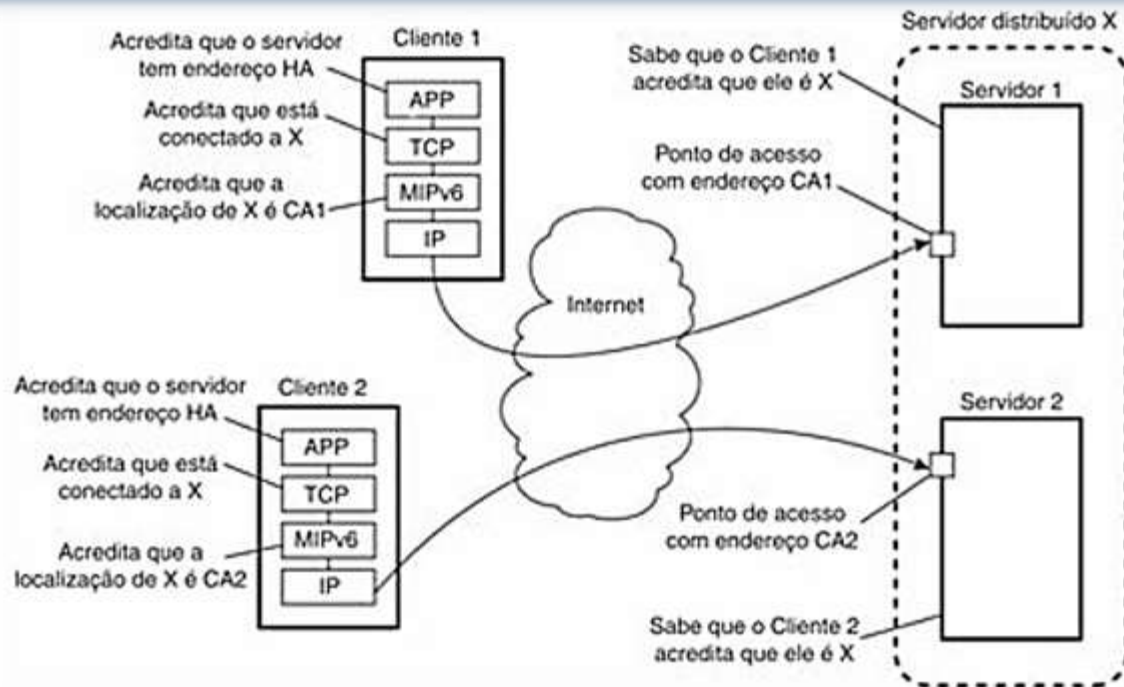 Servidor distribuído X
Acredita que o servidor
tem endereço HA
Cliente 1
APP
Acredita que está
conectado a X
TCP
Acredita que a
localização de X é CA1
MIPv6
IP
Sabe que o Cliente 1
acredita que ele é X
Servidor 1
Ponto de acesso
com endereço CA1
Internet
Acredita que o servidor
tem endereço HA
Cliente 2
APP
Acredita que está
conectado a X
TCP
Acredita que a
localização de X é CA2
MIPv6
IP
Servidor 2
Ponto de acesso
com endereço CA2
Sabe que o Cliente 2
acredita que ele é X